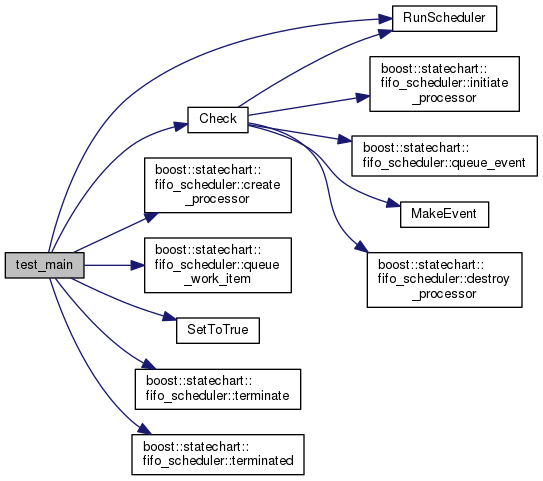 RunScheduler
boost::statechart::
fifo_scheduler::initiate
_processor
Check
boost::statechart::
fifo_scheduler::queue_event
boost::statechart::
fifo_scheduler::create
_processor
MakeEvent
test_main
boost::statechart::
fifo_scheduler::queue
_work_item
boost::statechart::
fifo_scheduler::destroy
_processor
SetToTrue
boost::statechart::
fifo_scheduler::terminate
boost::statechart::
fifo_scheduler::terminated